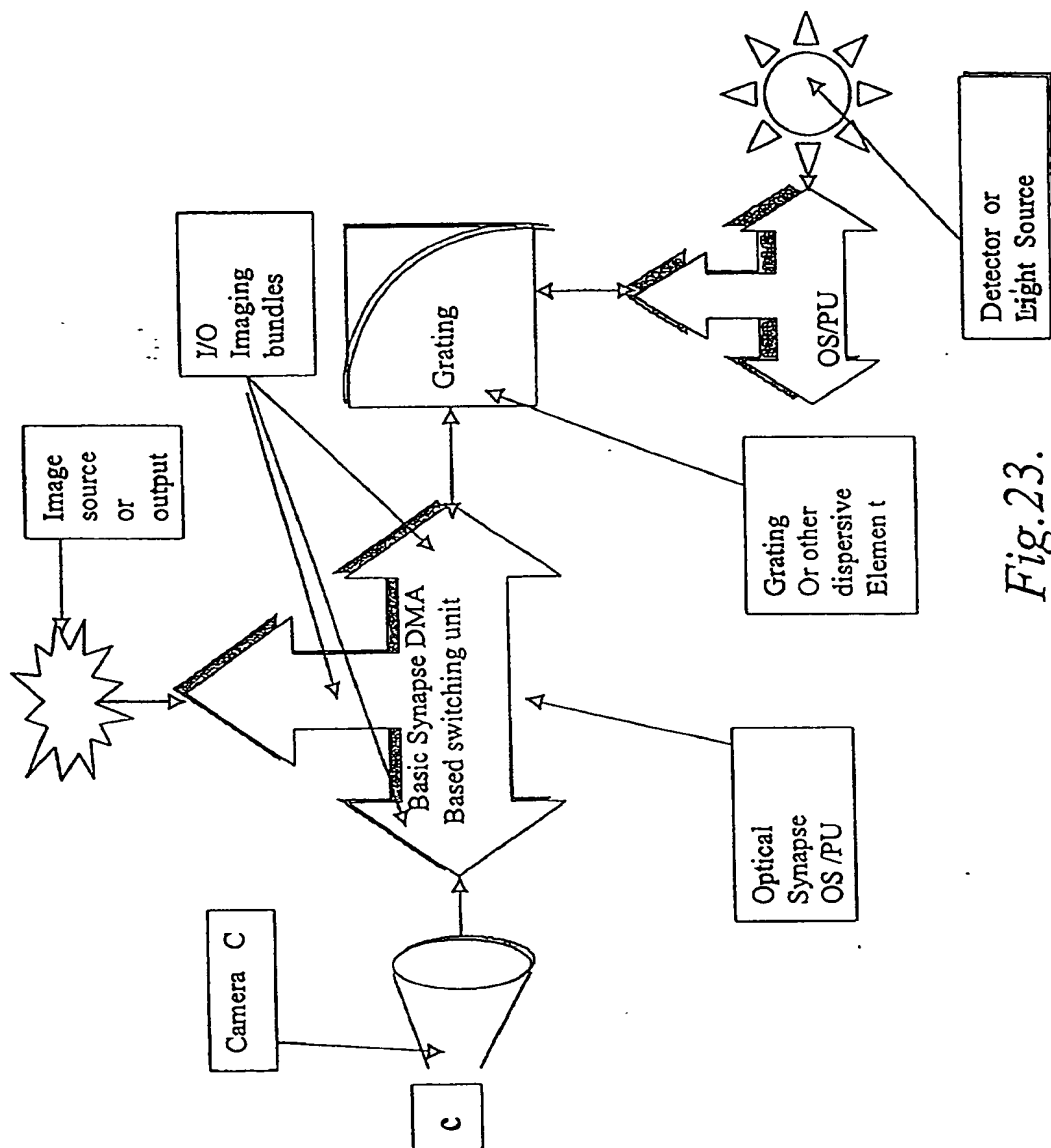 Image
source
or
output
I/O
Imaging
bundles
Camera C
c
Basic Synapse DMA
Based switching unit
Grating
OS/PU
Optical
Synapse
OS /PU
Grating
Or other
dispersive
Elemen t
Detector or
Light Source
Fig.23.